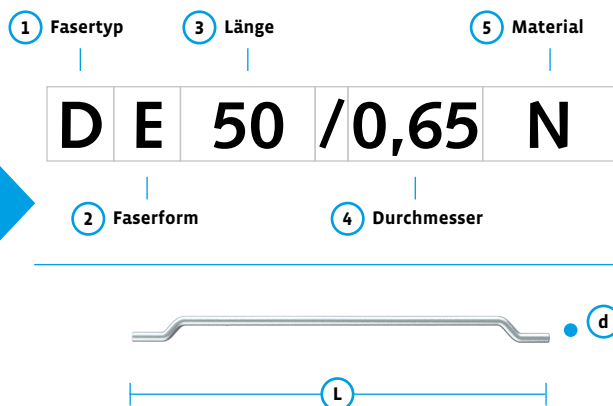 1 Fasertyp 3 Länge 5 Material
D E 50 /0,65 N
2 Faserform 4 Durchmesser
d
L